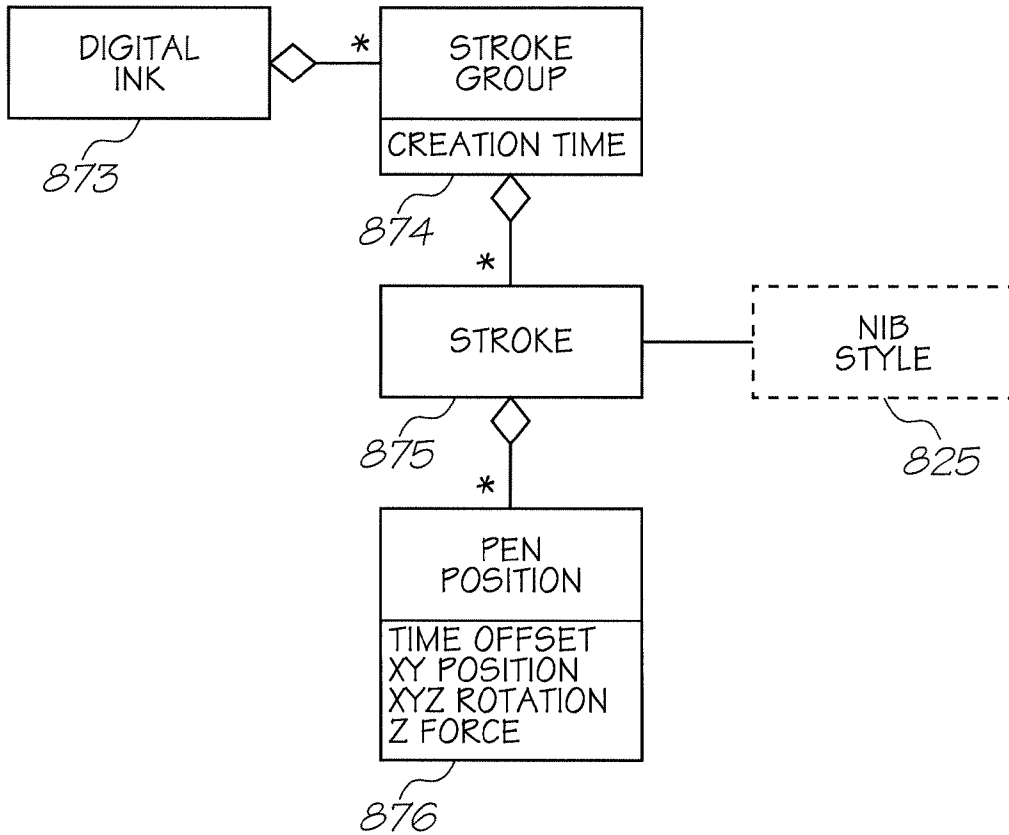 DIGITAL
INK
*
STROKE
GROUP
CREATION TIME
873
874
*
STROKE
NIB
STYLE
875
825
*
PEN
POSITION
TIME OFFSET
XY POSITION
XYZ ROTATION
Z FORCE
876